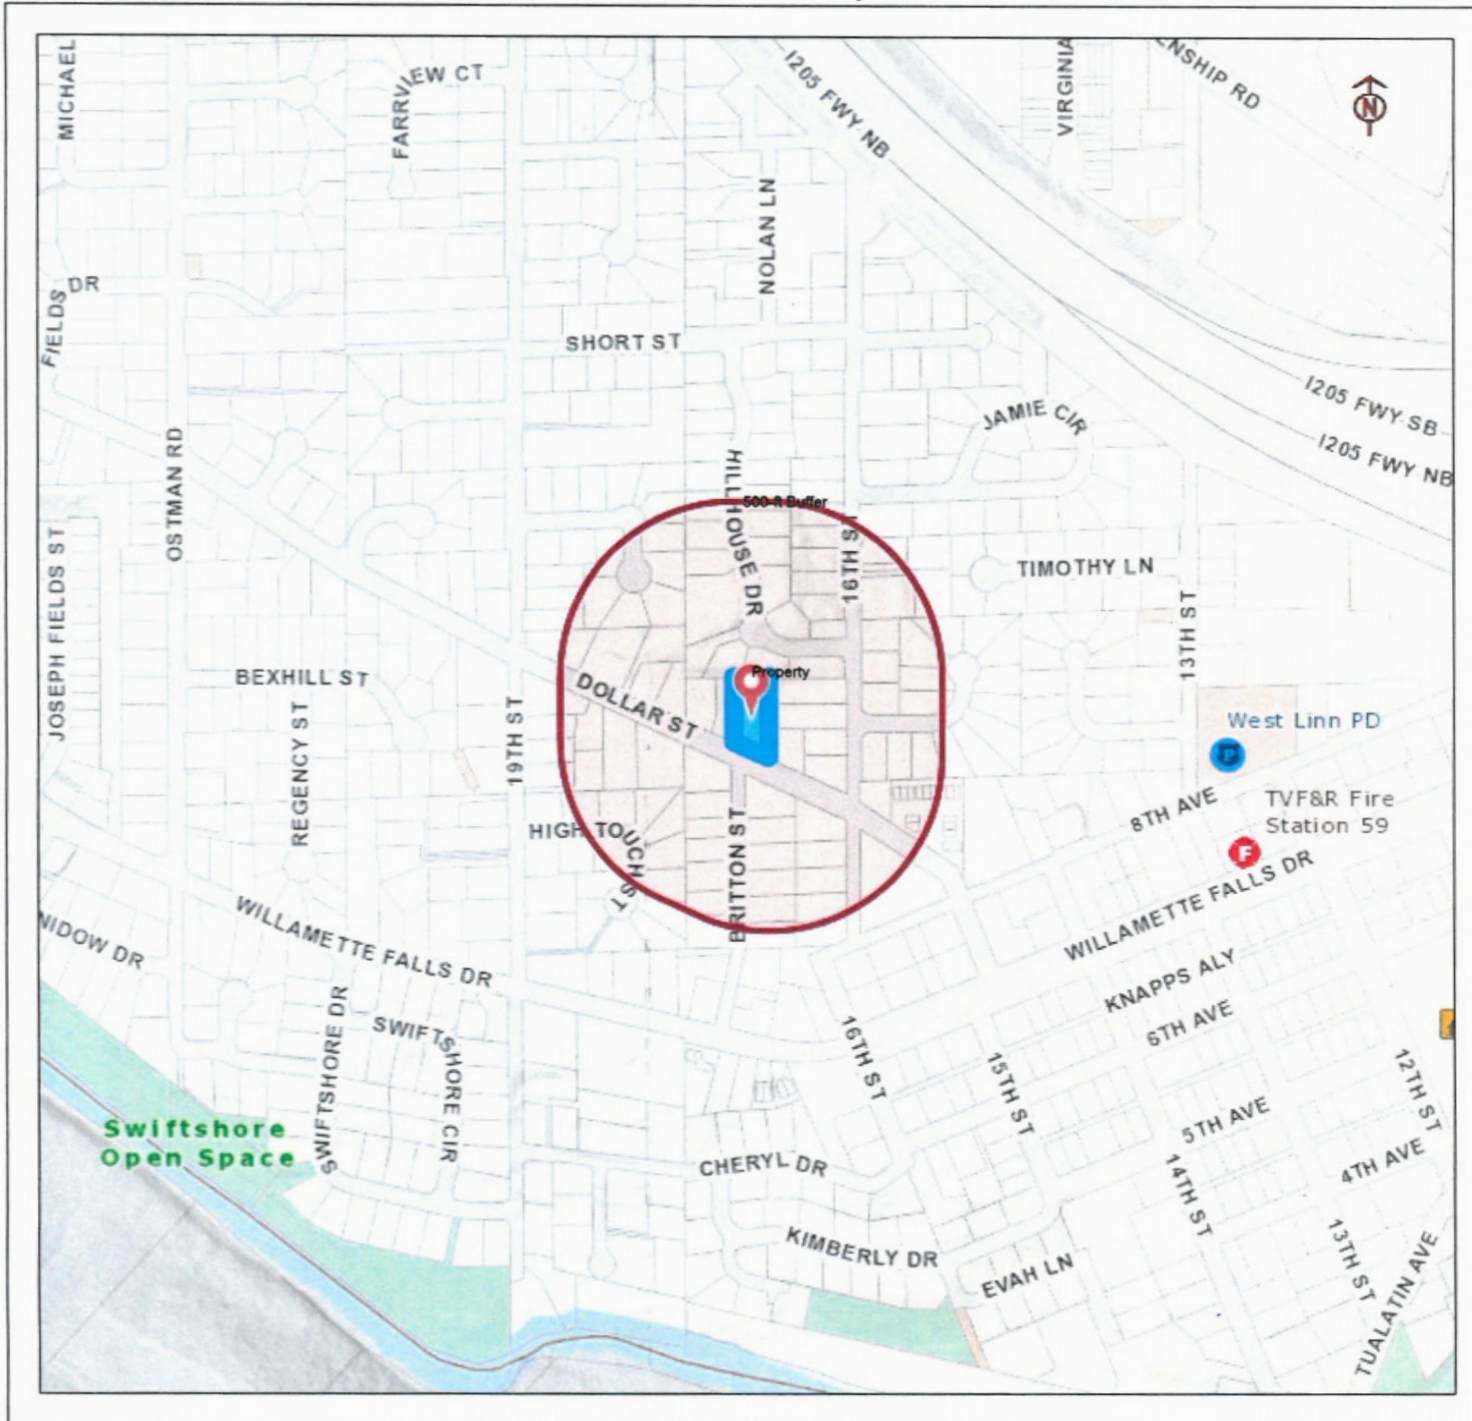 MICHAEL
FARRVIEW CT
I205 FWY NB
VIRGINIA
ENSHIP RD
N
NOLAN LN
FIELDS DR
SHORT ST
I205 FWY SB
I205 FWY NB
JAMIE CIR
OSTMAN RD
HILLHOUSE DR
500-ft Buffer
16TH ST
TIMOTHY LN
JOSEPH FIELDS ST
13TH ST
BEXHILL ST
Property
DOLLAR ST
REGENCY ST
19TH ST
West Linn PD
P
8TH AVE
TVF&R Fire
Station 59
F
HIGH TOUCH ST
BRITTON ST
WILLAMETTE FALLS DR
WILLAMETTE FALLS DR
NIDOW DR
KNAPPS ALY
6TH AVE
SWIFTSHORE DR
SWIFTSHORE CIR
16TH ST
15TH ST
12TH ST
Swiftshore
Open Space
5TH AVE
4TH AVE
CHERYL DR
14TH ST
KIMBERLY DR
EVAH LN
13TH ST
TUALATIN AVE